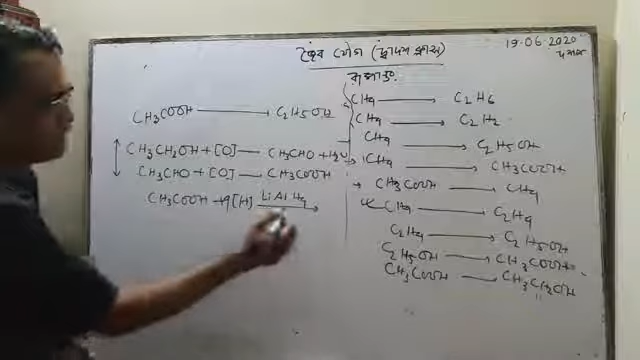 জৈব যৌগ (দ্বাদশ ক্লাস)
19.06.2020
CH₃COOH ⟶ C₂H₅OH
CH₃CH₂OH + [O] — CH₃CHO + H₂O
CH₃CHO + [O] — CH₃COOH
CH₃COOH + 4[H] LiAlH₄ ⟶
CH₄ ⟶ C₂H₆
CH₄ ⟶ C₂H₂
CH₄ ⟶ C₂H₅OH
CH₄ ⟶ CH₃COOH
CH₃COOH ⟶ CH₄
CH₄ ⟶ C₂H₄
C₂H₄ ⟶ C₂H₅OH
C₂H₅OH ⟶ CH₃COOH
CH₃COOH ⟶ CH₃CH₂OH